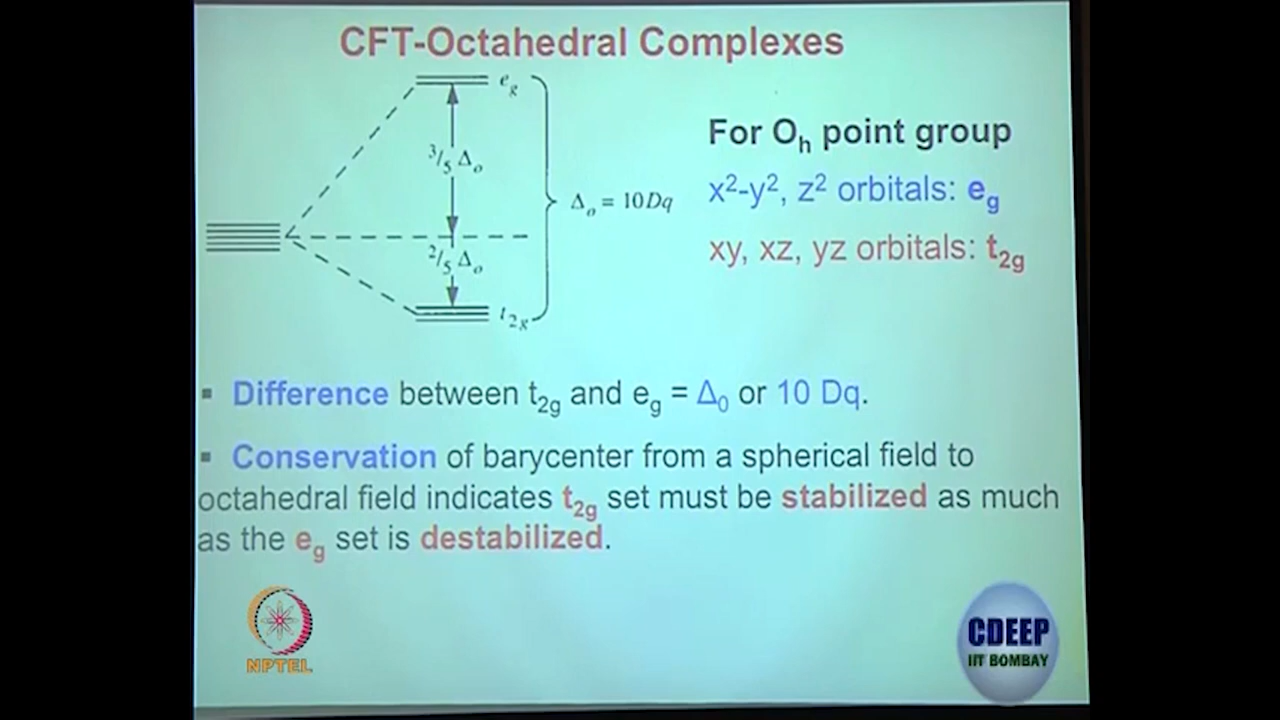 CFT-Octahedral Complexes
e_g
3/5 Δ_o
Δ_o = 10Dq
2/5 Δ_o
t_2g
For O_h point group
x²-y², z² orbitals: e_g
xy, xz, yz orbitals: t_2g
▪ Difference between t_2g and e_g = Δ_0 or 10 Dq.
▪ Conservation of barycenter from a spherical field to
octahedral field indicates t_2g set must be stabilized as much
as the e_g set is destabilized.
NPTEL
CDEEP
IIT BOMBAY